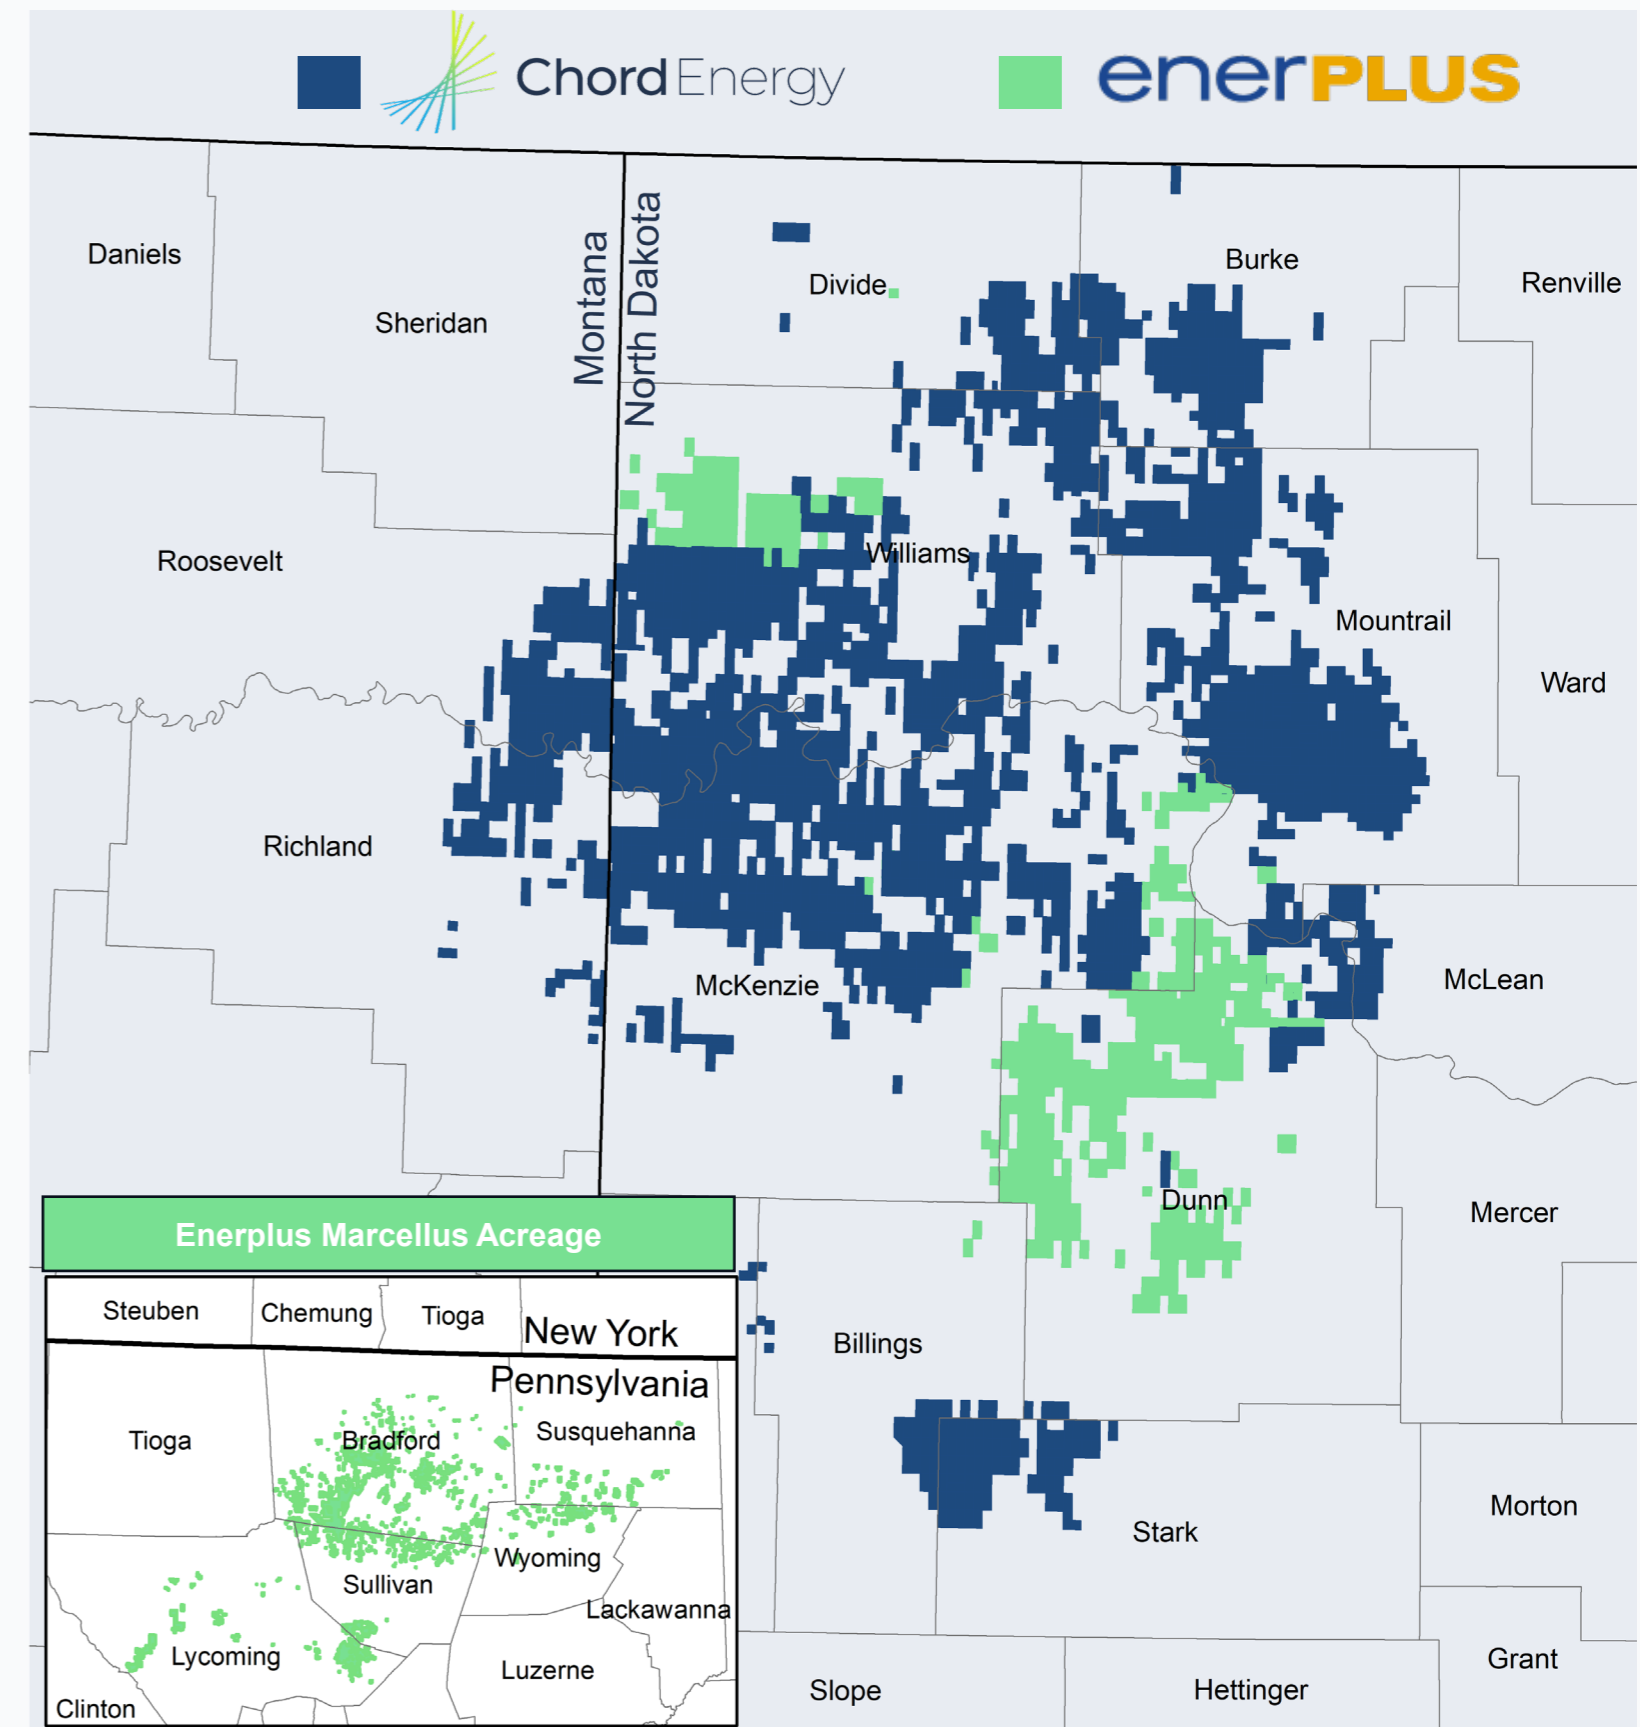 Chord Energy
enerPLUS
Montana
North Dakota
Daniels
Sheridan
Divide
Burke
Renville
Roosevelt
Williams
Mountrail
Ward
Richland
McKenzie
McLean
Dunn
Mercer
Billings
Stark
Morton
Slope
Hettinger
Grant
Enerplus Marcellus Acreage
Steuben
Chemung
Tioga
New York
Pennsylvania
Tioga
Bradford
Susquehanna
Sullivan
Wyoming
Lackawanna
Lycoming
Luzerne
Clinton